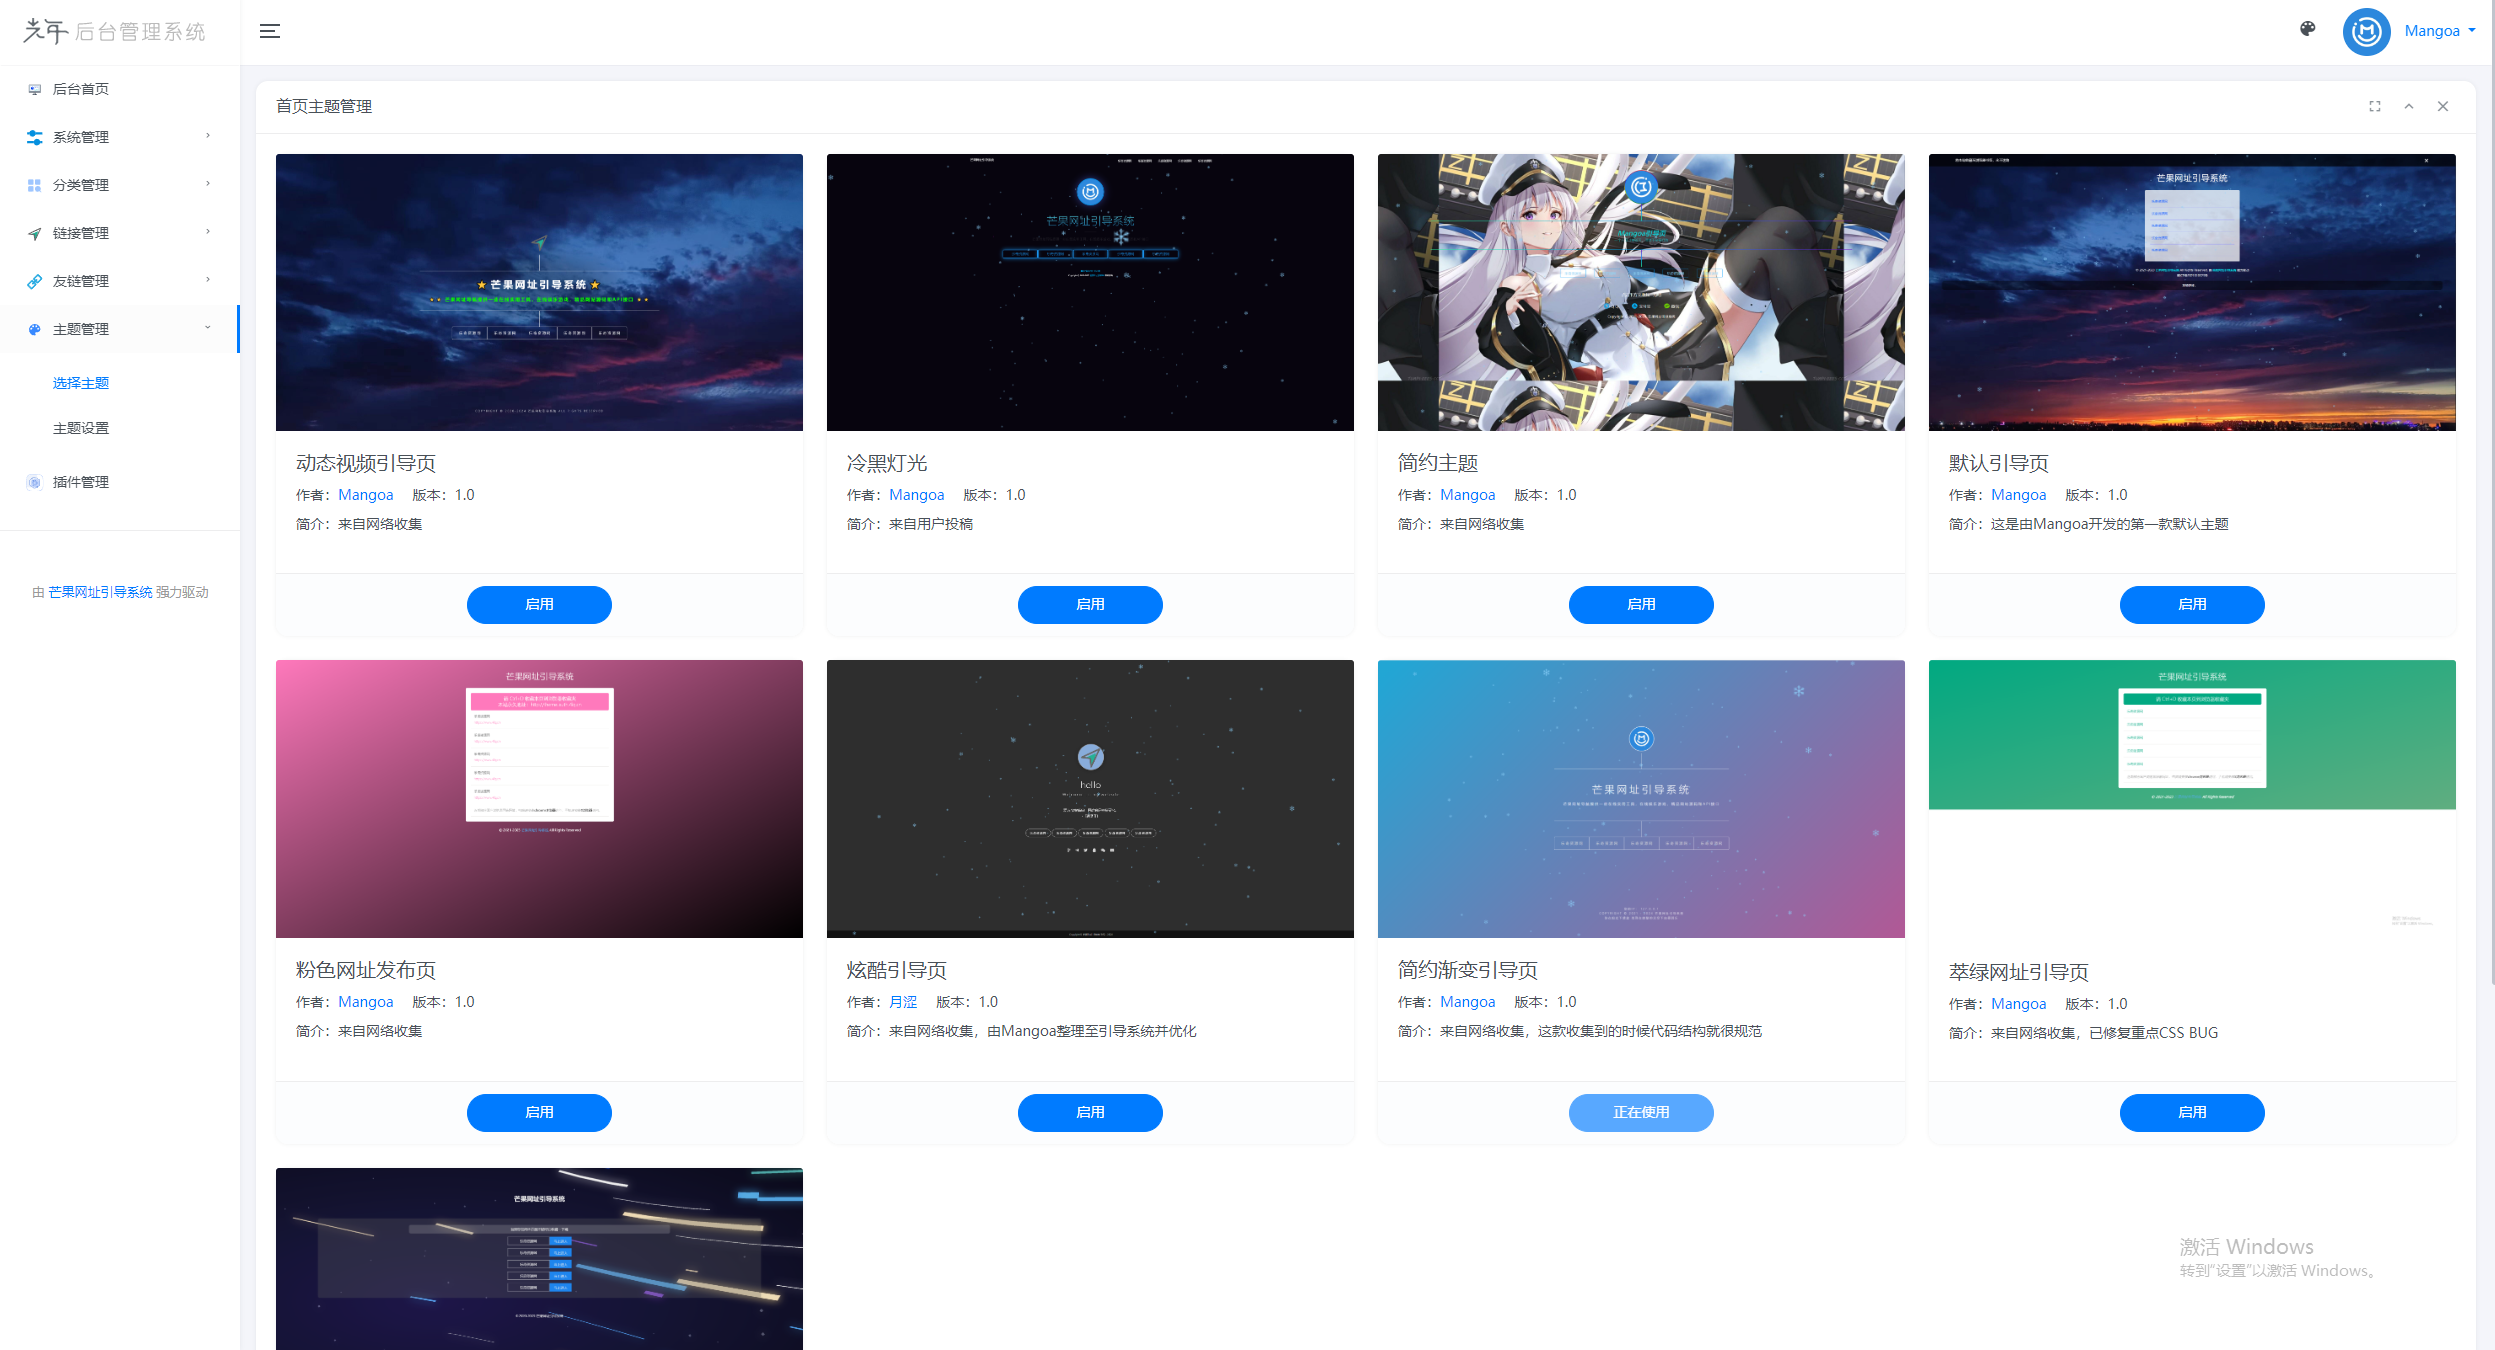 光年 后台管理系统
Mangoa
后台首页
系统管理
分类管理
链接管理
友链管理
主题管理
选择主题
主题设置
插件管理
由 芒果网址引导系统 强力驱动
首页主题管理
芒果网址引导系统
动态视频引导页
作者：Mangoa 版本：1.0
简介：来自网络收集
启用
芒果网址引导系统
冷黑灯光
作者：Mangoa 版本：1.0
简介：来自用户投稿
启用
Mangoa引导页
简约主题
作者：Mangoa 版本：1.0
简介：来自网络收集
启用
芒果网址引导系统
默认引导页
作者：Mangoa 版本：1.0
简介：这是由Mangoa开发的第一款默认主题
启用
芒果网址引导系统
粉色网址发布页
作者：Mangoa 版本：1.0
简介：来自网络收集
启用
hello
炫酷引导页
作者：月涩 版本：1.0
简介：来自网络收集，由Mangoa整理至引导系统并优化
启用
芒果网址引导系统
简约渐变引导页
作者：Mangoa 版本：1.0
简介：来自网络收集，这款收集到的时候代码结构就很规范
正在使用
芒果网址引导系统
萃绿网址引导页
作者：Mangoa 版本：1.0
简介：来自网络收集，已修复重点CSS BUG
启用
芒果网址引导系统
激活 Windows
转到"设置"以激活 Windows。